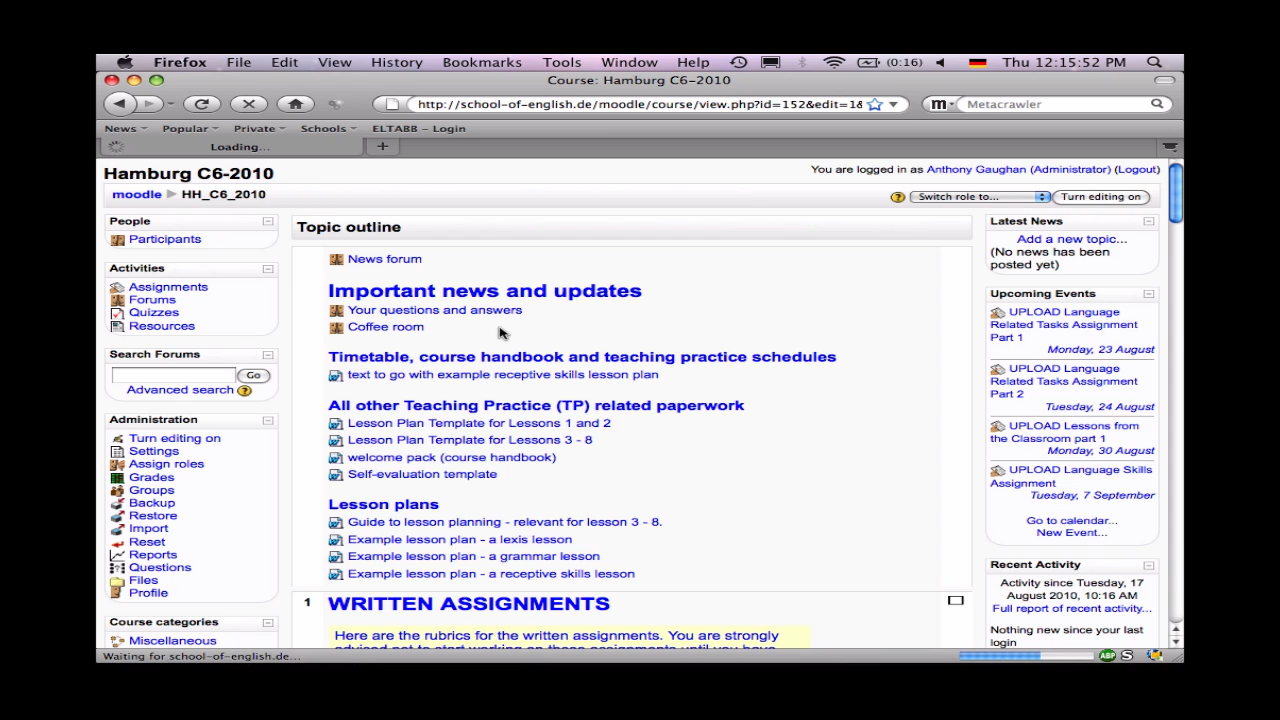 Firefox File Edit View History Bookmarks Tools Window Help (0:16) Thu 12:15:52 PM
Course: Hamburg C6-2010
http://school-of-english.de/moodle/course/view.php?id=152&edit=1& m Metacrawler
News Popular Private Schools ELTABB - Login
Loading... +
Hamburg C6-2010
You are logged in as Anthony Gaughan (Administrator) (Logout)
moodle HH_C6_2010
? Switch role to... Turn editing on
People
Participants
Activities
Assignments
Forums
Quizzes
Resources
Search Forums
Go
Advanced search ?
Administration
Turn editing on
Settings
Assign roles
Grades
Groups
Backup
Restore
Import
Reset
Reports
Questions
Files
Profile
Course categories
Miscellaneous
Topic outline
News forum
Important news and updates
Your questions and answers
Coffee room
Timetable, course handbook and teaching practice schedules
text to go with example receptive skills lesson plan
All other Teaching Practice (TP) related paperwork
Lesson Plan Template for Lessons 1 and 2
Lesson Plan Template for Lessons 3 - 8
welcome pack (course handbook)
Self-evaluation template
Lesson plans
Guide to lesson planning - relevant for lesson 3 - 8.
Example lesson plan - a lexis lesson
Example lesson plan - a grammar lesson
Example lesson plan - a receptive skills lesson
1 WRITTEN ASSIGNMENTS
Here are the rubrics for the written assignments. You are strongly
advised not to start working on these assignments until you have
Latest News
Add a new topic...
(No news has been
posted yet)
Upcoming Events
UPLOAD Language
Related Tasks Assignment
Part 1
Monday, 23 August
UPLOAD Language
Related Tasks Assignment
Part 2
Tuesday, 24 August
UPLOAD Lessons from
the Classroom part 1
Monday, 30 August
UPLOAD Language Skills
Assignment
Tuesday, 7 September
Go to calendar...
New Event...
Recent Activity
Activity since Tuesday, 17
August 2010, 10:16 AM
Full report of recent activity...
Nothing new since your last
login
Waiting for school-of-english.de...
ABP S